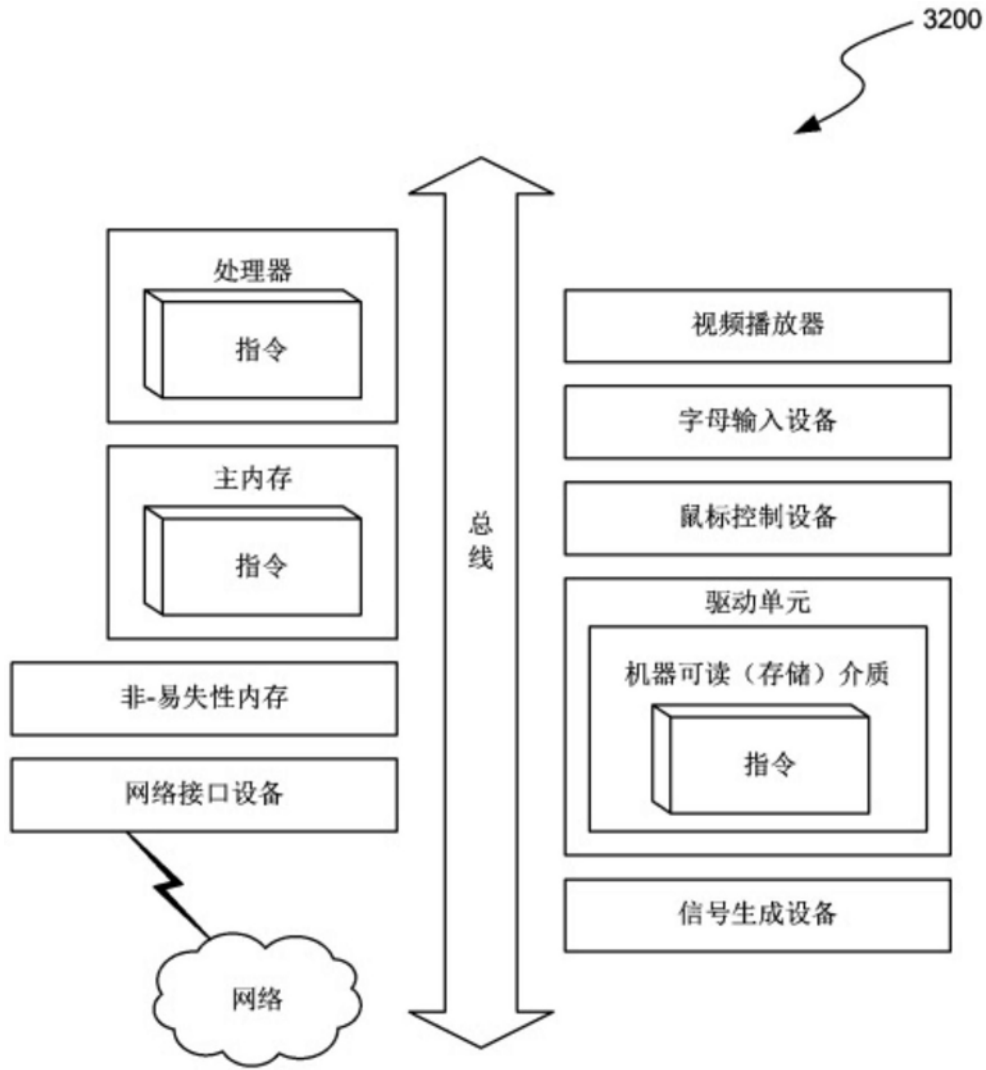 3200
处理器
指令
主内存
指令
非-易失性内存
网络接口设备
网络
总
线
视频播放器
字母输入设备
鼠标控制设备
驱动单元
机器可读（存储）介质
指令
信号生成设备